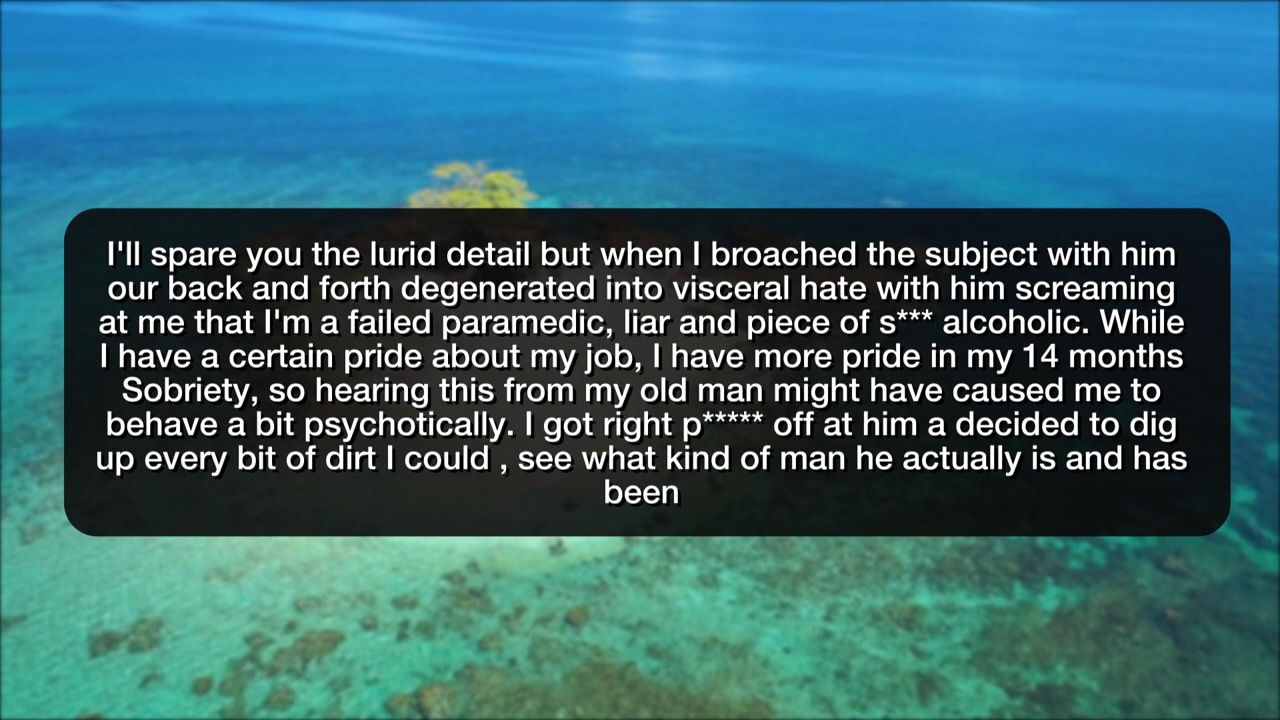 I'll spare you the lurid detail but when I broached the subject with him
our back and forth degenerated into visceral hate with him screaming
at me that I'm a failed paramedic, liar and piece of s*** alcoholic. While
I have a certain pride about my job, I have more pride in my 14 months
Sobriety, so hearing this from my old man might have caused me to
behave a bit psychotically. I got right p***** off at him a decided to dig
up every bit of dirt I could , see what kind of man he actually is and has
been